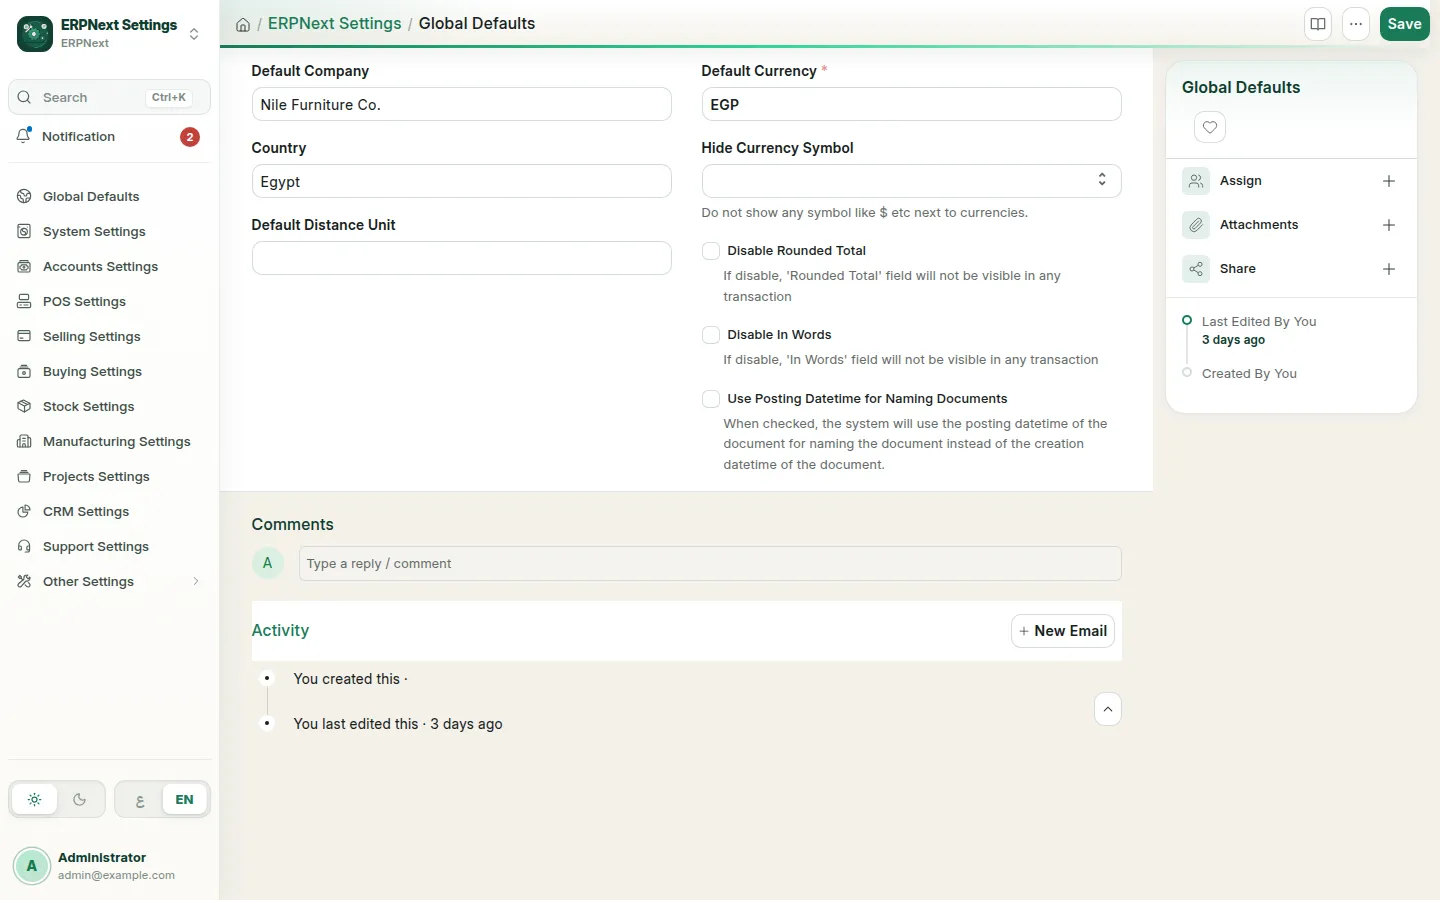 ERPNext Settings
ERPNext
Search
Ctrl+K
Notification
2
Global Defaults
System Settings
Accounts Settings
POS Settings
Selling Settings
Buying Settings
Stock Settings
Manufacturing Settings
Projects Settings
CRM Settings
Support Settings
Other Settings
ع
EN
A
Administrator
admin@example.com
/ ERPNext Settings / Global Defaults
Save
Default Company
Nile Furniture Co.
Country
Egypt
Default Distance Unit
Default Currency *
EGP
Hide Currency Symbol
Do not show any symbol like $ etc next to currencies.
Disable Rounded Total
If disable, 'Rounded Total' field will not be visible in any
transaction
Disable In Words
If disable, 'In Words' field will not be visible in any transaction
Use Posting Datetime for Naming Documents
When checked, the system will use the posting datetime of the
document for naming the document instead of the creation
datetime of the document.
Comments
A
Type a reply / comment
Activity
New Email
You created this ·
You last edited this · 3 days ago
Global Defaults
Assign
Attachments
Share
Last Edited By You
3 days ago
Created By You